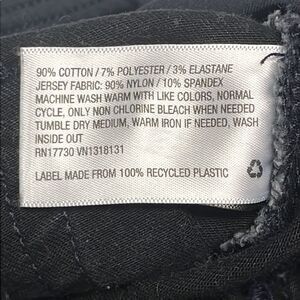 90% COTTON / 7% POLYESTER / 3% ELASTANE
JERSEY FABRIC: 90% NYLON / 10% SPANDEX
MACHINE WASH WARM WITH LIKE COLORS, NORMAL
CYCLE, ONLY NON CHLORINE BLEACH WHEN NEEDED
TUMBLE DRY MEDIUM, WARM IRON IF NEEDED, WASH
INSIDE OUT
RN17730 VN1318131
LABEL MADE FROM 100% RECYCLED PLASTIC